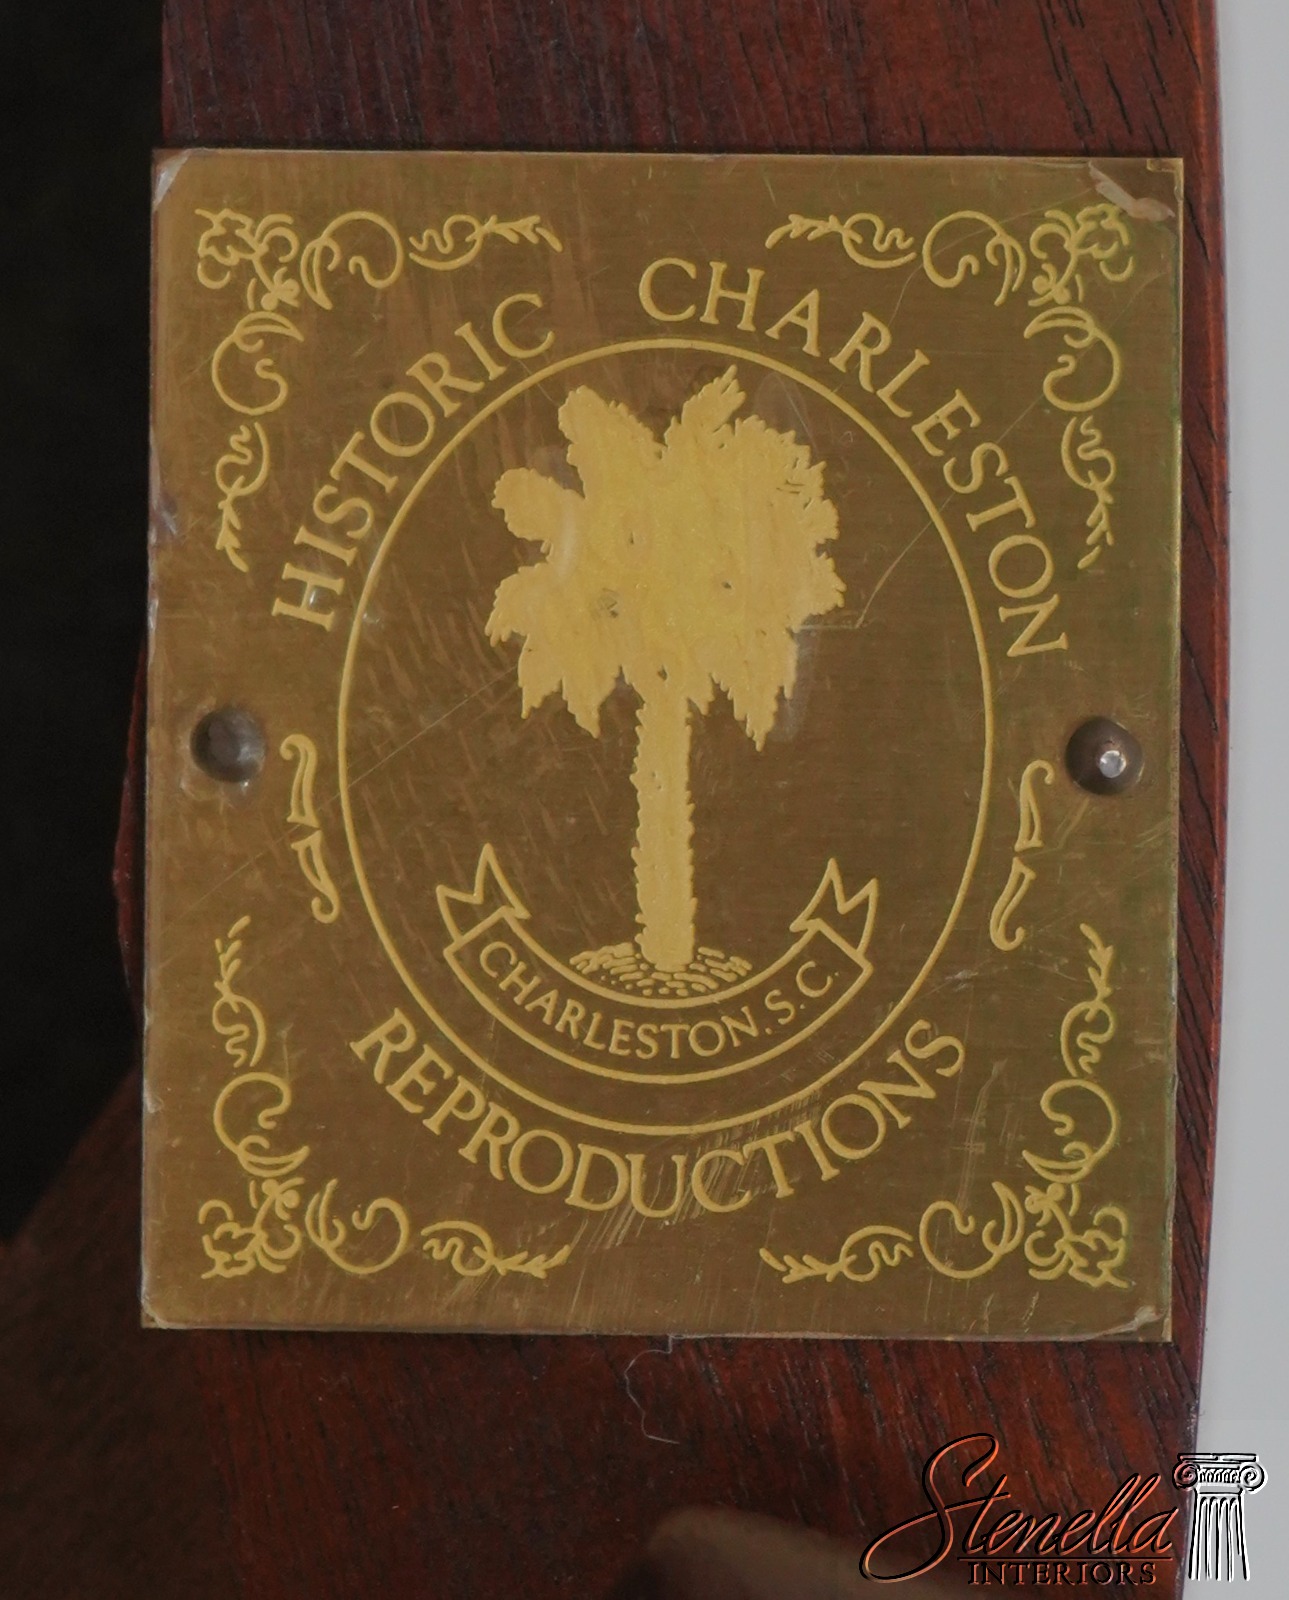 HISTORIC CHARLESTON
CHARLESTON. S. C.
REPRODUCTIONS
Stenella
INTERIORS